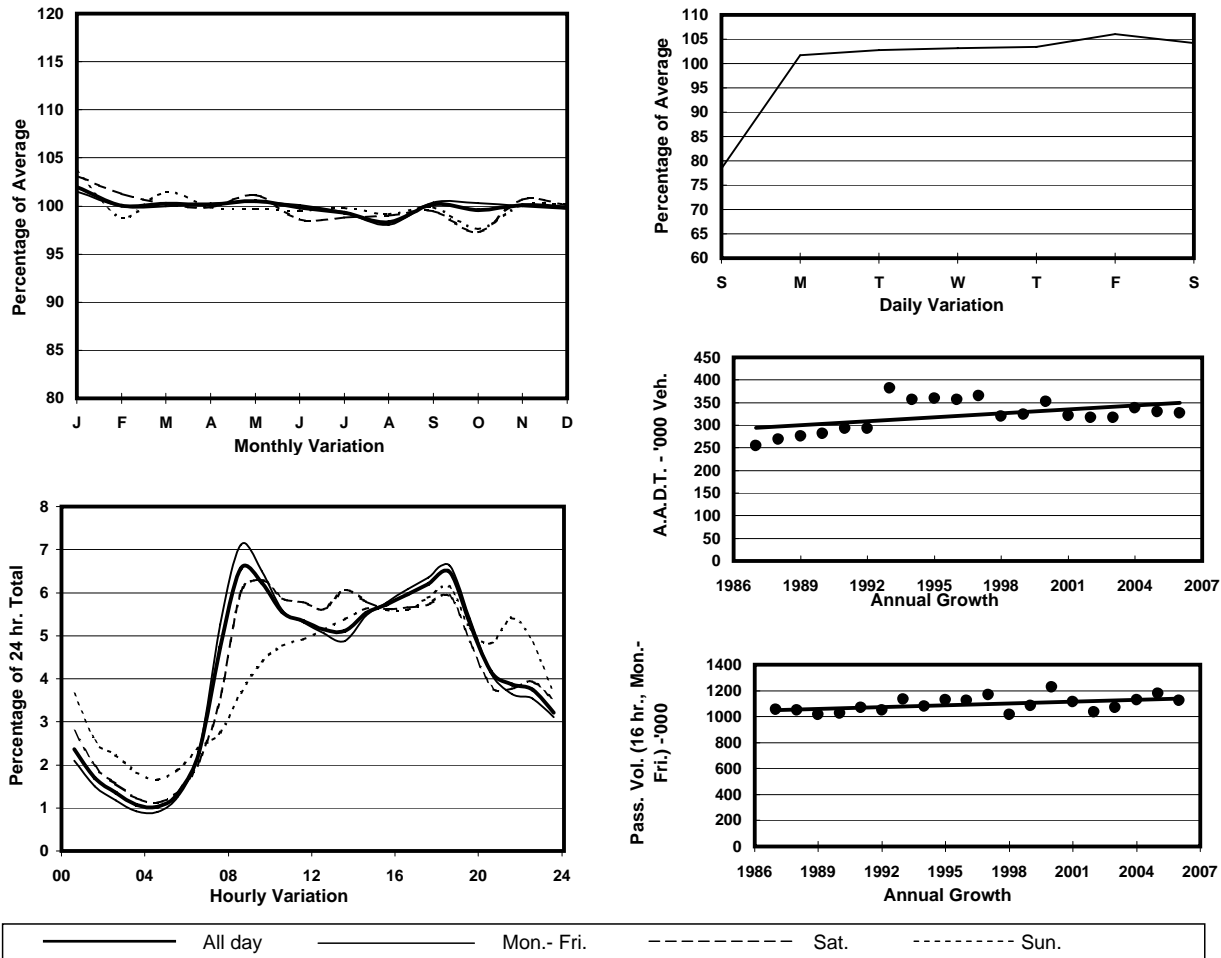 120
115
110
105
100
95
90
85
80
Percentage of Average
J F M A M J J A S O N D
Monthly Variation
110
105
100
95
90
85
80
75
70
65
60
Percentage of Average
S M T W T F S
Daily Variation
450
400
350
300
250
200
150
100
50
0
A.A.D.T. - '000 Veh.
1986 1989 1992 1995 1998 2001 2004 2007
Annual Growth
8
7
6
5
4
3
2
1
0
Percentage of 24 hr. Total
00 04 08 12 16 20 24
Hourly Variation
1400
1200
1000
800
600
400
200
0
Pass. Vol. (16 hr., Mon.-
Fri.) -'000
1986 1989 1992 1995 1998 2001 2004 2007
Annual Growth
All day Mon.- Fri. Sat. Sun.